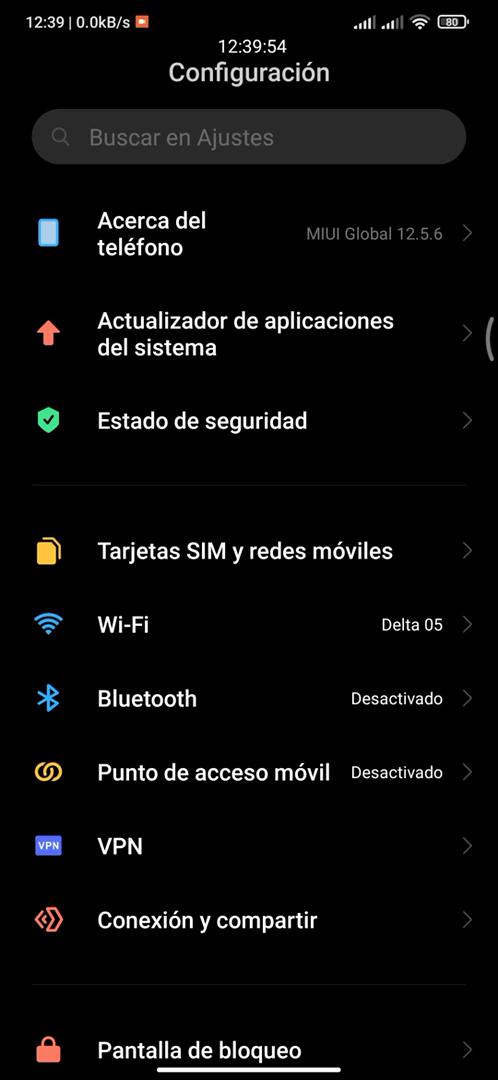 12:39 | 0.0kB/s
80
12:39:54
Configuración
Buscar en Ajustes
Acerca del
teléfono
MIUI Global 12.5.6
Actualizador de aplicaciones
del sistema
Estado de seguridad
Tarjetas SIM y redes móviles
Wi-Fi
Delta 05
Bluetooth
Desactivado
Punto de acceso móvil
Desactivado
VPN
VPN
Conexión y compartir
Pantalla de bloqueo